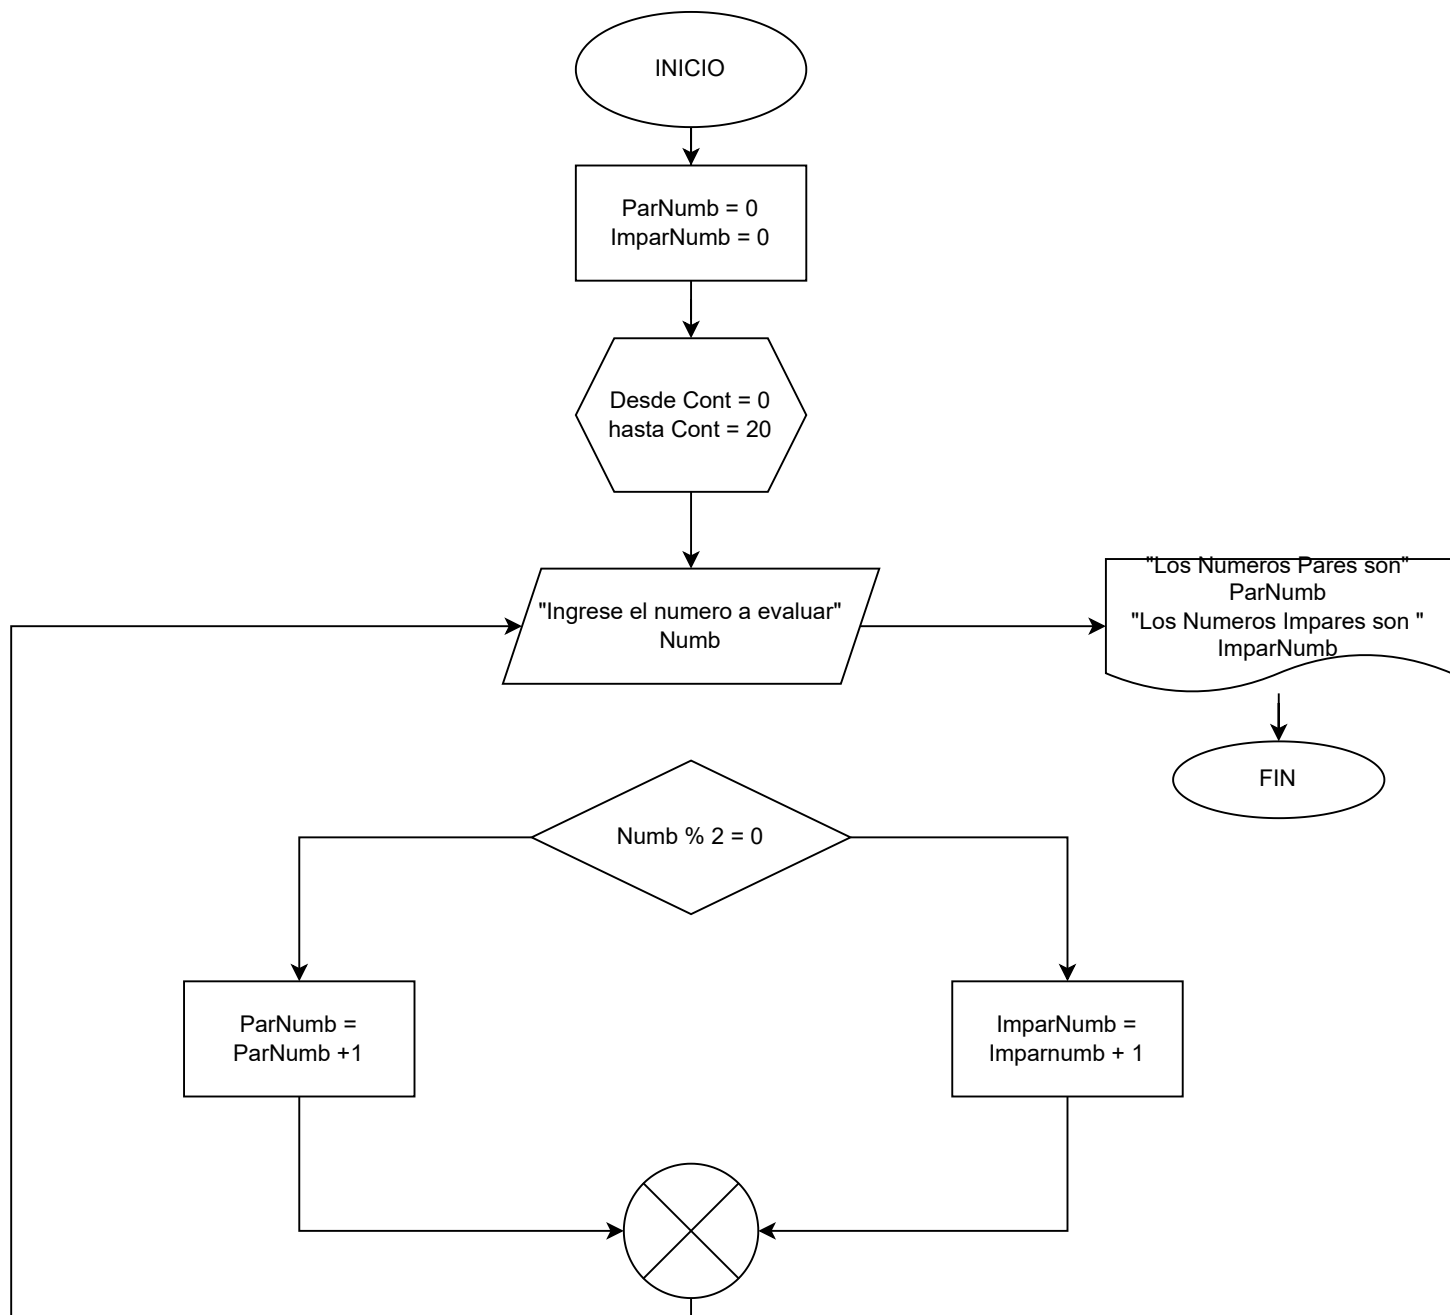 INICIO
ParNumb = 0
ImparNumb = 0
Desde Cont = 0
hasta Cont = 20
"Ingrese el numero a evaluar"
Numb
"Los Numeros Pares son"
ParNumb
"Los Numeros Impares son "
ImparNumb
FIN
Numb % 2 = 0
ParNumb =
ParNumb +1
ImparNumb =
Imparnumb + 1